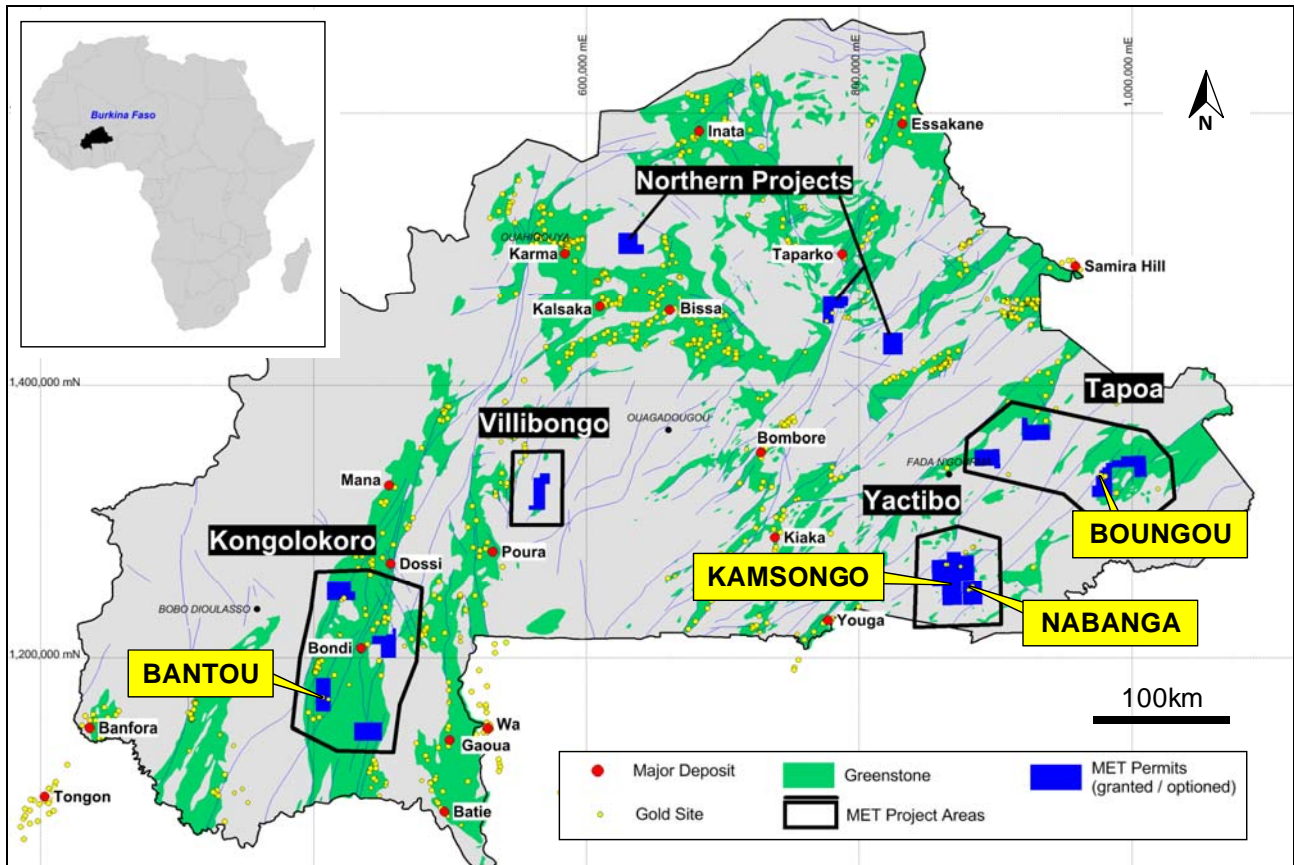 Burkina Faso
600,000 mE
800,000 mE
1,000,000 mE
N
Inata
Essakane
Northern Projects
OUAHIGOUYA
Karma
Taparko
Samira Hill
Kalsaka
Bissa
1,400,000 mN
Tapoa
Villibongo
OUAGADOUGOU
Bombore
FADA
Mana
Yactibo
BOUNGOU
Kongolokoro
Poura
Kiaka
Dossi
KAMSONGO
BOBO DIOULASSO
NABANGA
Youga
1,200,000 mN
Bondi
BANTOU
100km
Banfora
Wa
Gaoua
Tongon
Batie
Major Deposit
Greenstone
MET Permits
(granted / optioned)
Gold Site
MET Project Areas